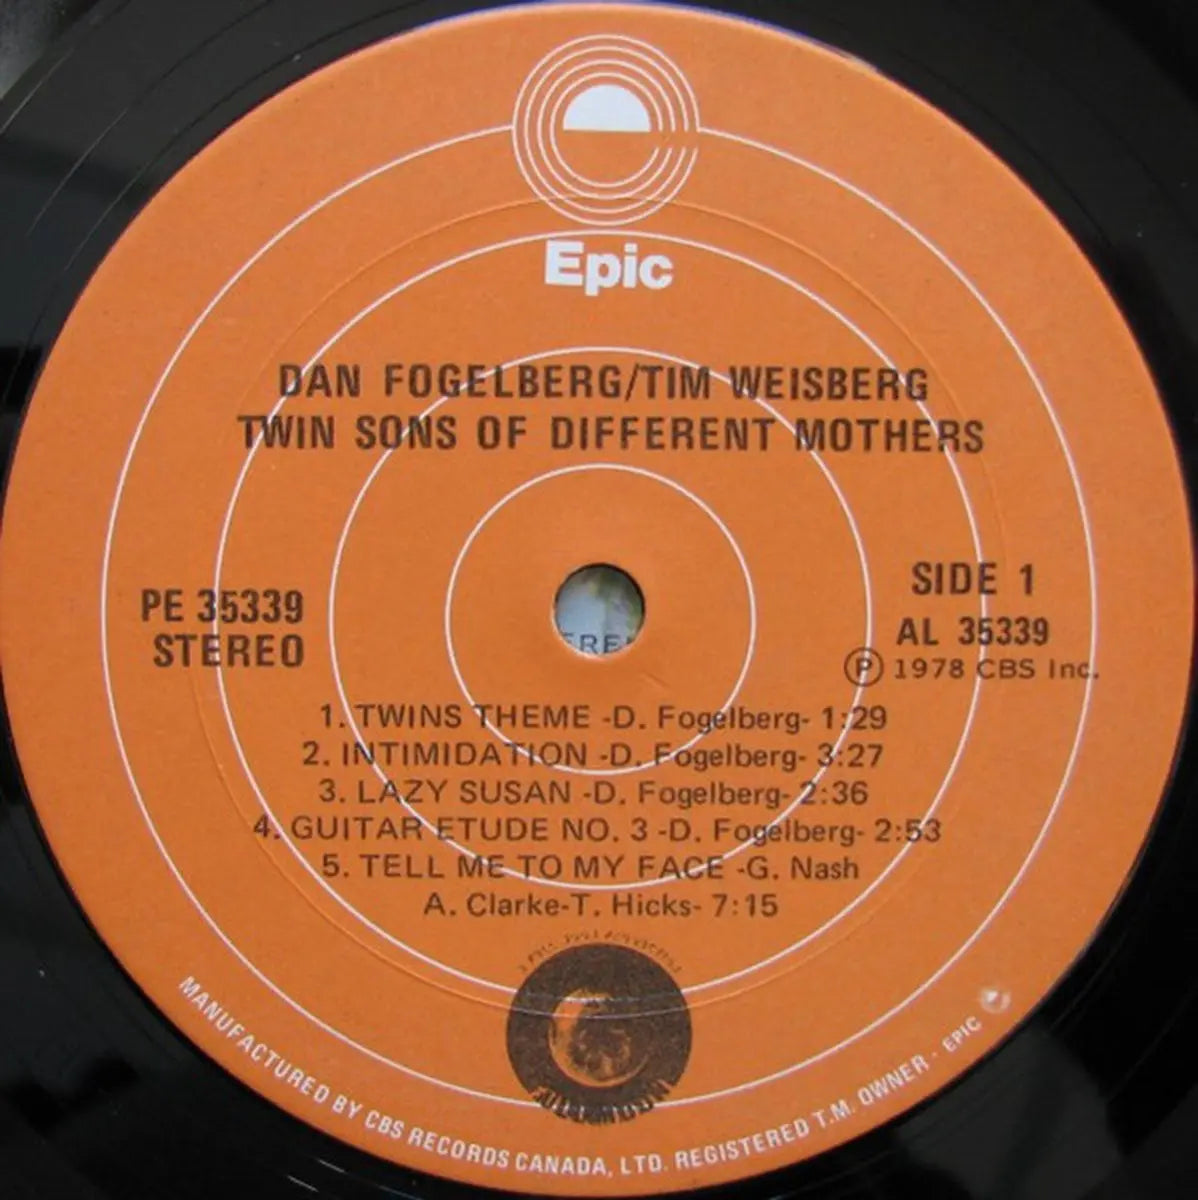 Epic
DAN FOGELBERG/TIM WEISBERG
TWIN SONS OF DIFFERENT MOTHERS
PE 35339
STEREO
SIDE 1
AL 35339
Ⓟ 1978 CBS Inc.
1. TWINS THEME -D. Fogelberg- 1:29
2. INTIMIDATION -D. Fogelberg- 3:27
3. LAZY SUSAN -D. Fogelberg- 2:36
4. GUITAR ETUDE NO. 3 -D. Fogelberg- 2:53
5. TELL ME TO MY FACE -G. Nash
A. Clarke-T. Hicks- 7:15
FULL MOON
MANUFACTURED BY CBS RECORDS CANADA, LTD. REGISTERED T.M. OWNER - EPIC